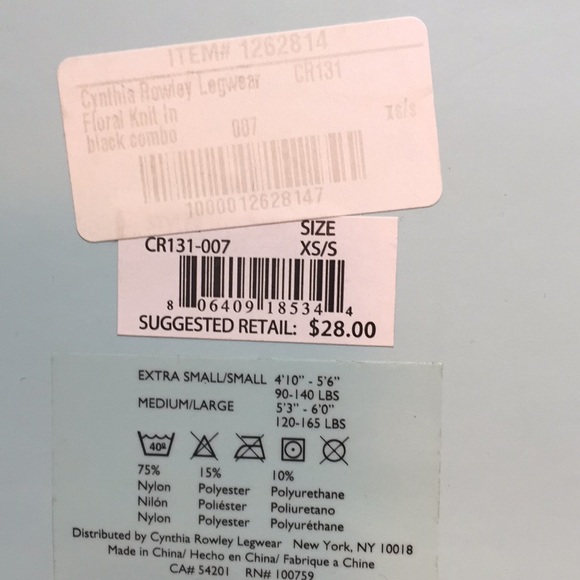 ITEM# 1262814
Cynthia Rowley Legwear CR131
Floral Knit in
black combo 007 xs/s
1000012628147
SIZE
CR131-007 XS/S
8 06409 18534 4
SUGGESTED RETAIL: $28.00
EXTRA SMALL/SMALL 4'10" - 5'6"
90-140 LBS
MEDIUM/LARGE 5'3" - 6'0"
120-165 LBS
40°
75% 15% 10%
Nylon Polyester Polyurethane
Nilón Poliéster Poliuretano
Nylon Polyester Polyuréthane
Distributed by Cynthia Rowley Legwear New York, NY 10018
Made in China/ Hecho en China/ Fabrique a Chine
CA# 54201 RN# 100759